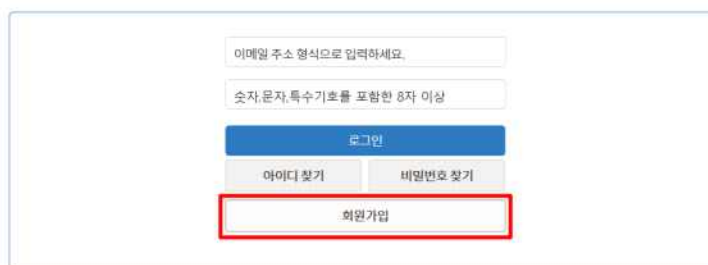 이메일 주소 형식으로 입력하세요.
숫자,문자,특수기호를 포함한 8자 이상
로그인
아이디 찾기 비밀번호 찾기
회원가입